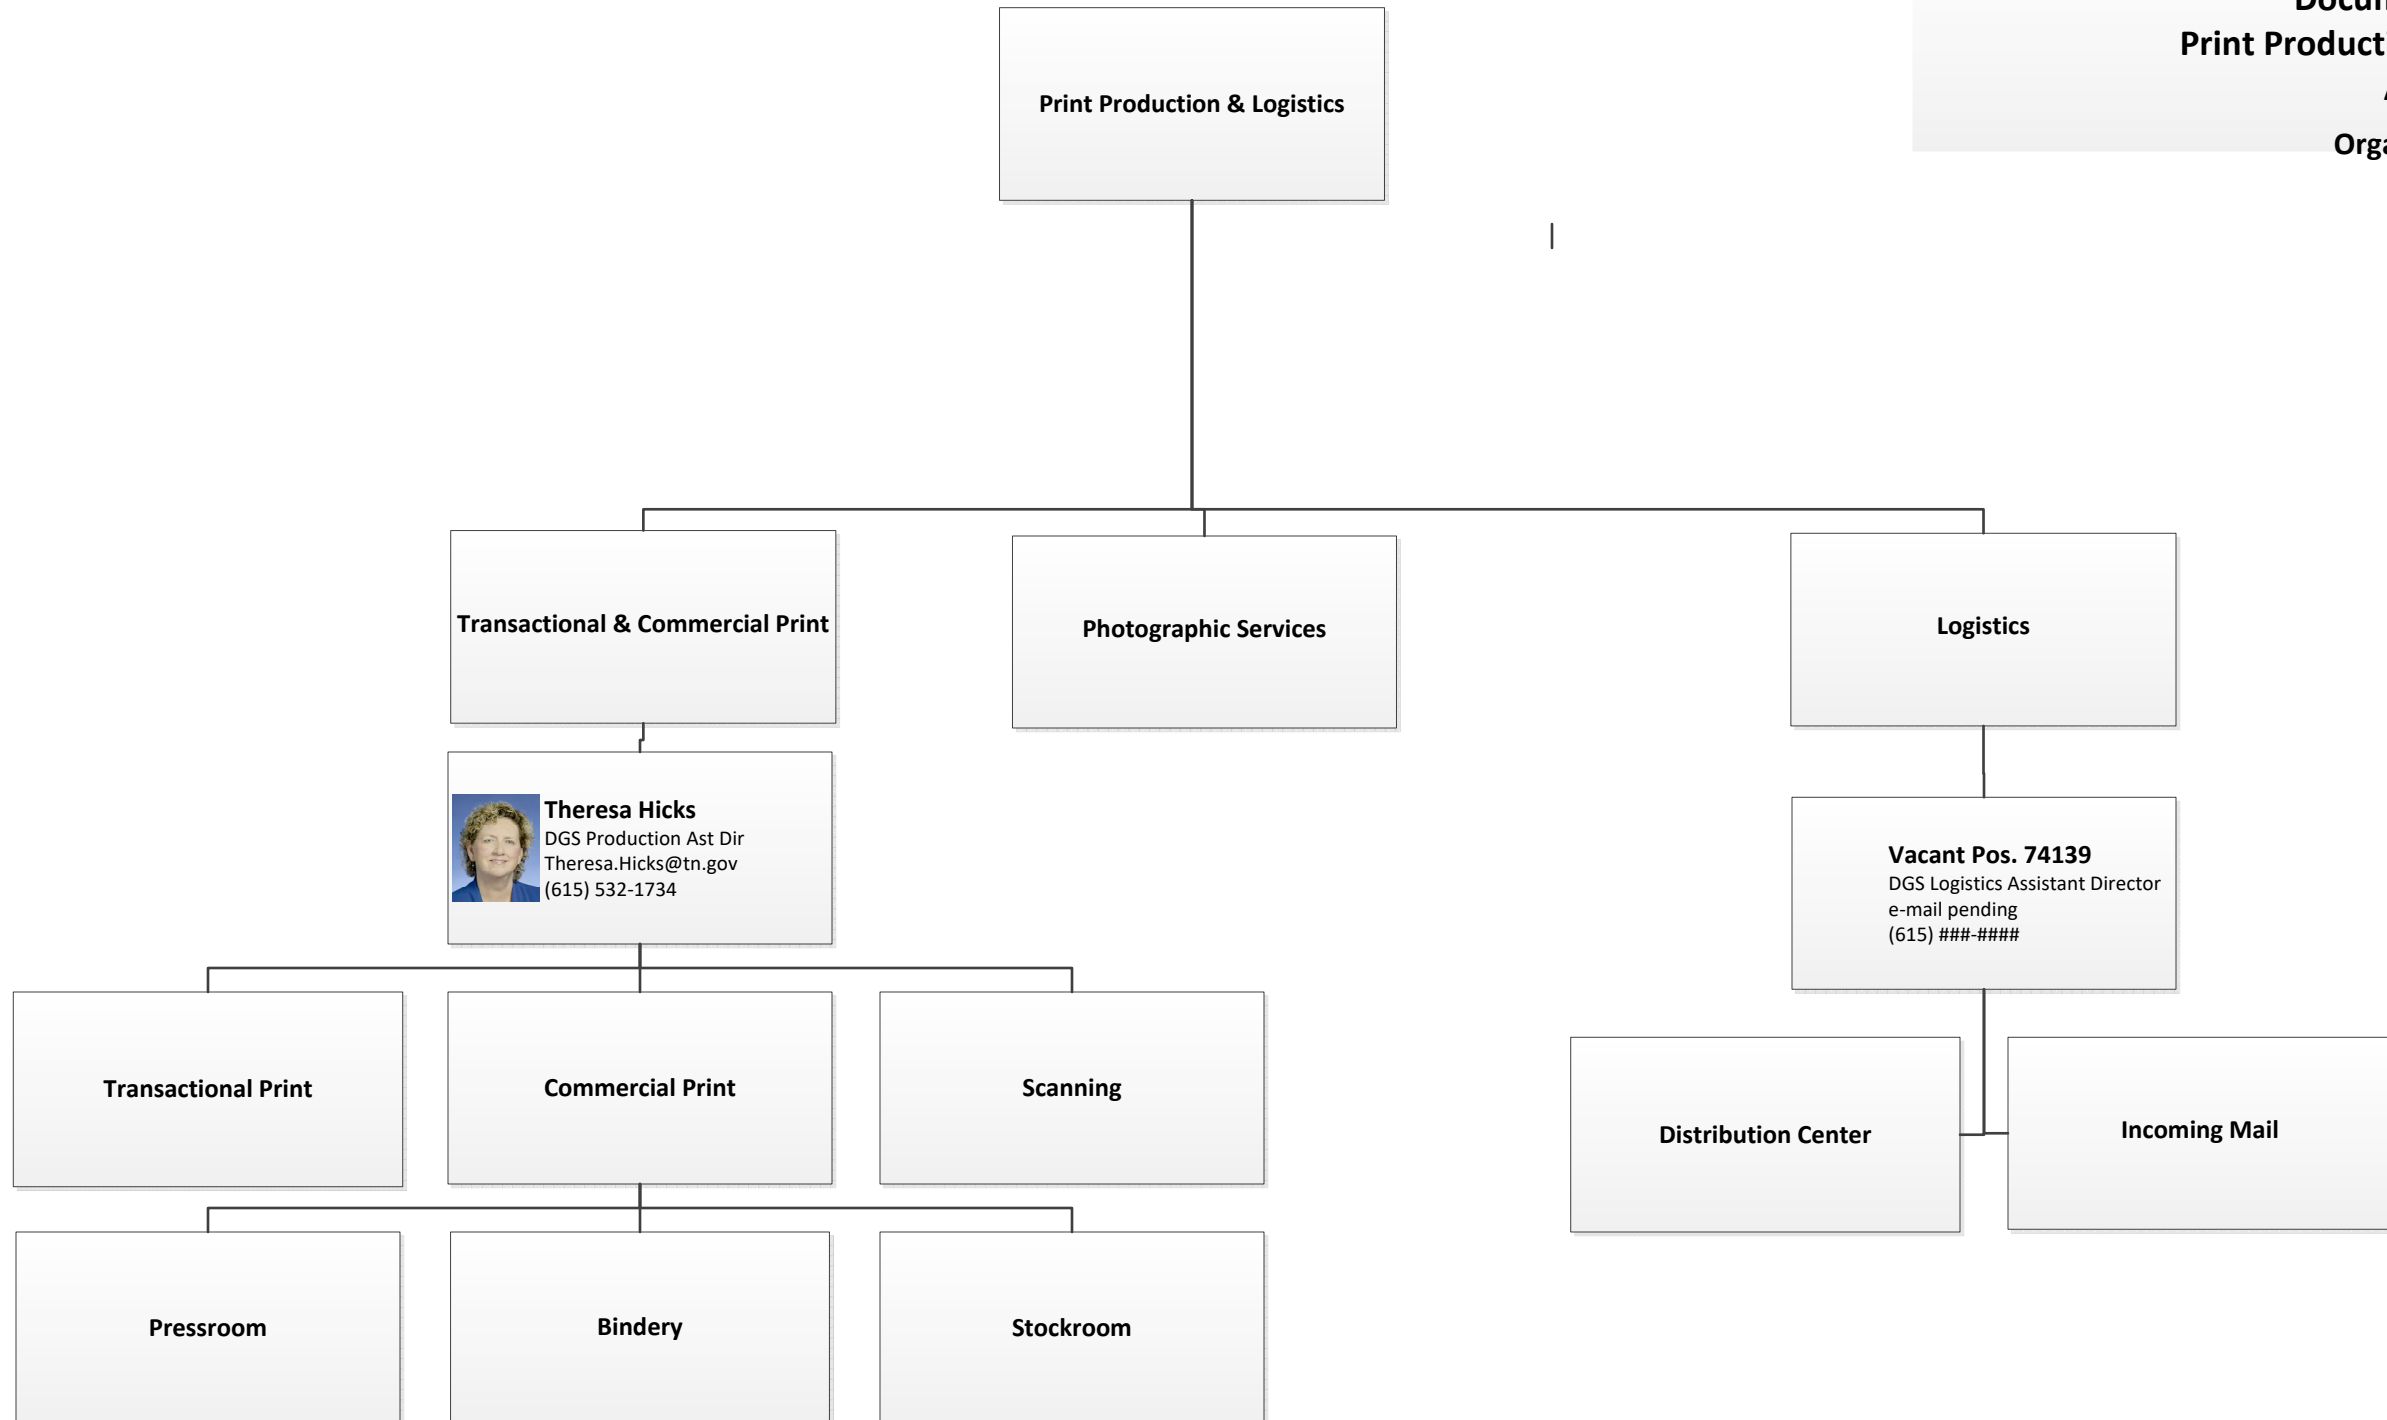 Print Production & Logistics
Transactional & Commercial Print
Photographic Services
Logistics
Theresa Hicks
DGS Production Ast Dir
Theresa.Hicks@tn.gov
(615) 532-1734
Vacant Pos. 74139
DGS Logistics Assistant Director
e-mail pending
(615) ###-####
Transactional Print
Commercial Print
Scanning
Distribution Center
Incoming Mail
Pressroom
Bindery
Stockroom
Print